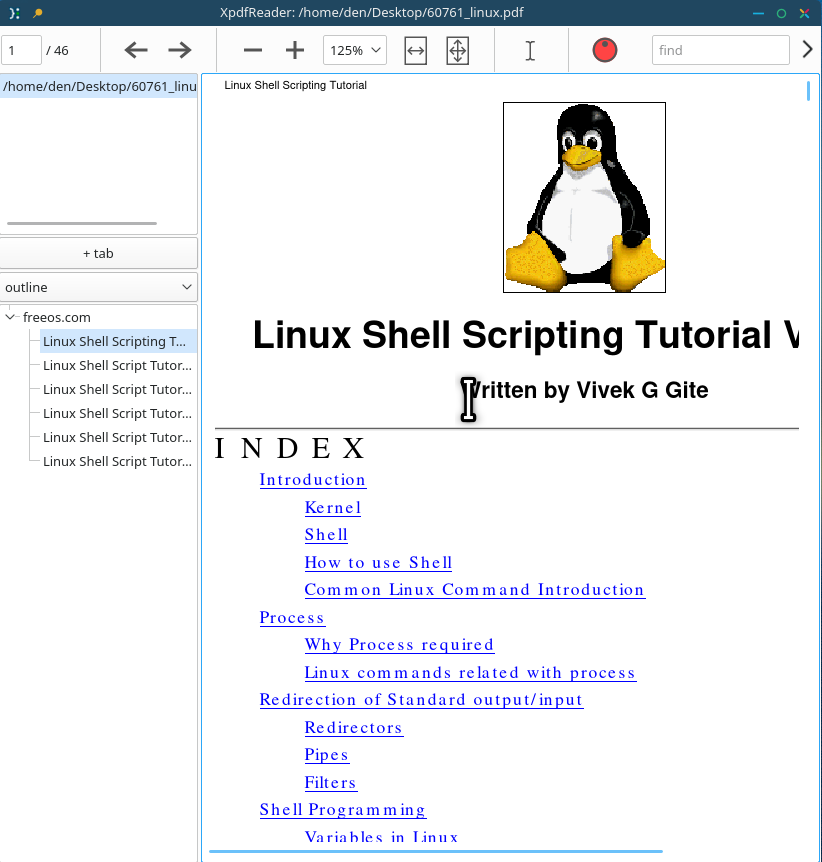 XpdfReader: /home/den/Desktop/60761_linux.pdf
1 / 46
125%
find
/home/den/Desktop/60761_linu
+ tab
outline
freeos.com
Linux Shell Scripting T...
Linux Shell Script Tutor...
Linux Shell Script Tutor...
Linux Shell Script Tutor...
Linux Shell Script Tutor...
Linux Shell Script Tutor...
Linux Shell Scripting Tutorial
Linux Shell Scripting Tutorial V
Written by Vivek G Gite
I N D E X
Introduction
Kernel
Shell
How to use Shell
Common Linux Command Introduction
Process
Why Process required
Linux commands related with process
Redirection of Standard output/input
Redirectors
Pipes
Filters
Shell Programming
Variables in Linux